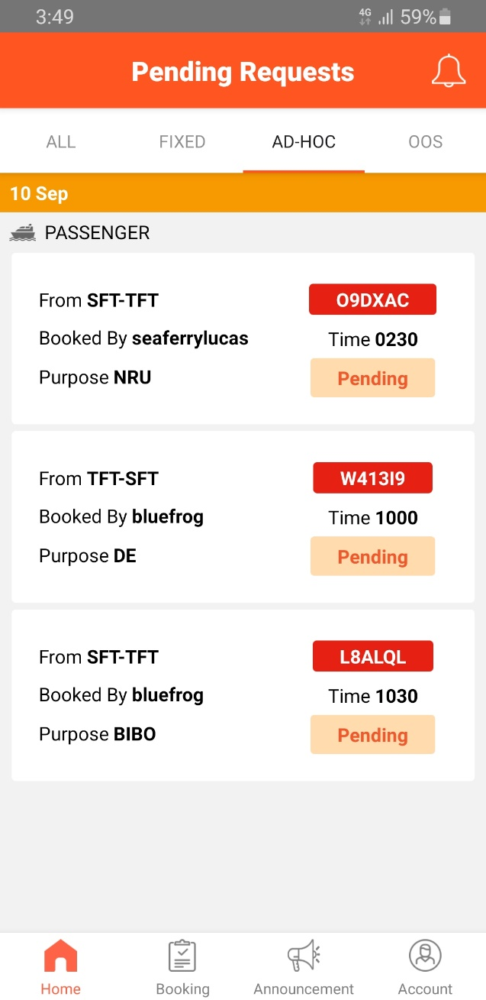 3:49 4G 59%
Pending Requests
ALL FIXED AD-HOC OOS
10 Sep
PASSENGER
From SFT-TFT O9DXAC
Booked By seaferrylucas Time 0230
Purpose NRU Pending
From TFT-SFT W413I9
Booked By bluefrog Time 1000
Purpose DE Pending
From SFT-TFT L8ALQL
Booked By bluefrog Time 1030
Purpose BIBO Pending
Home Booking Announcement Account